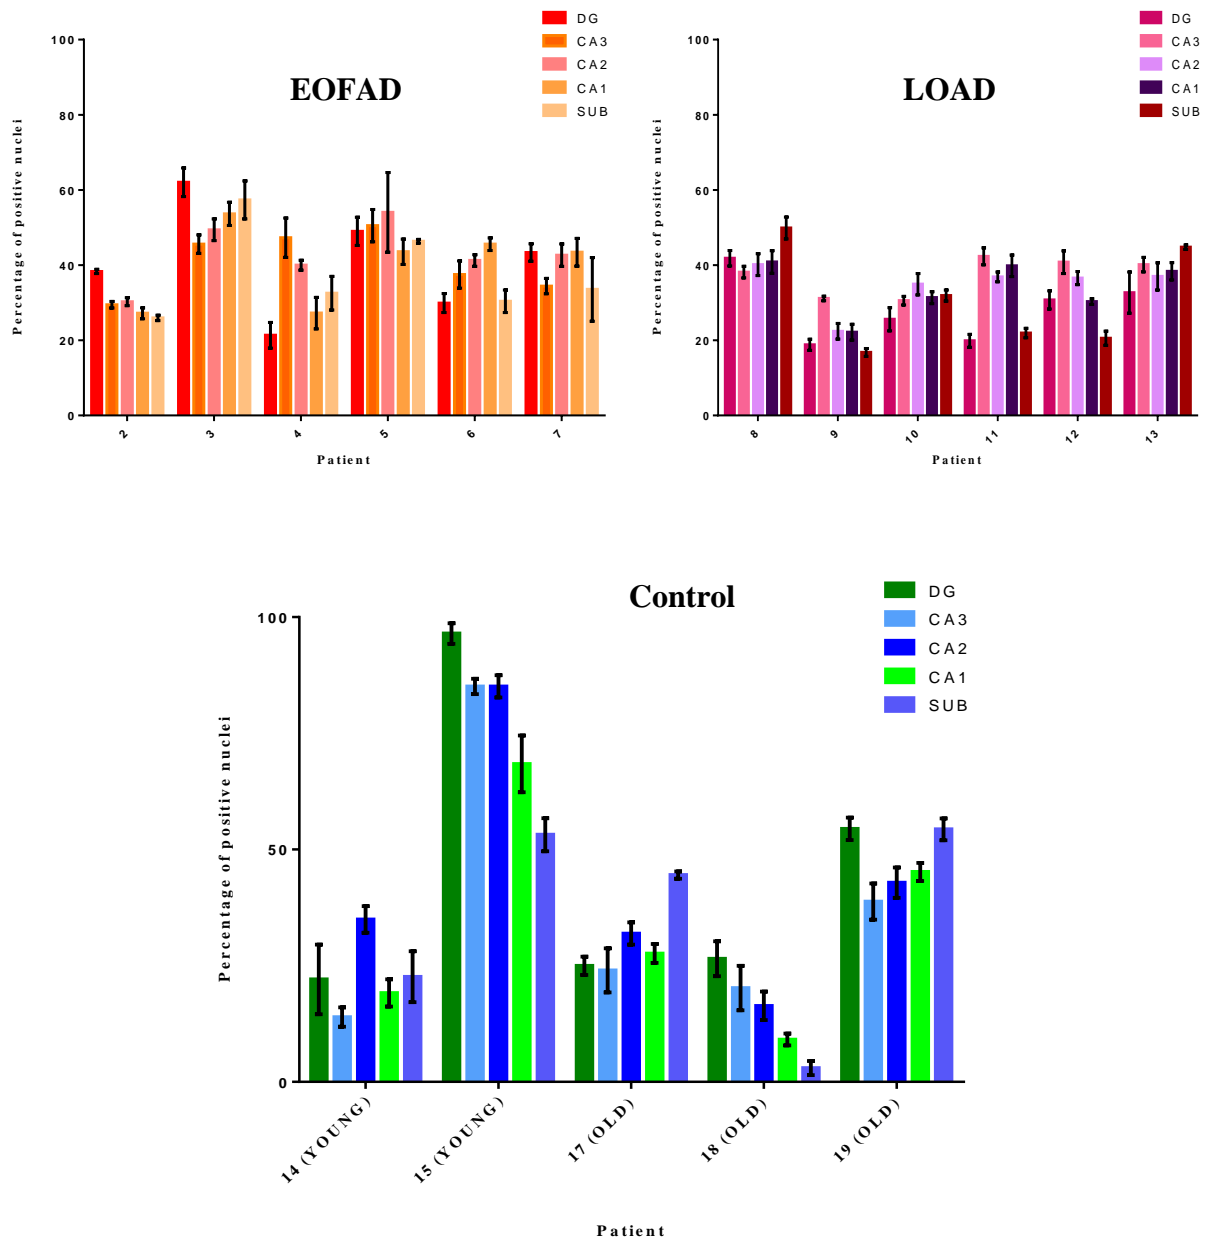 EOFAD
DG
CA3
CA2
CA1
SUB
Percentage of positive nuclei
100
80
60
40
20
0
2
3
4
5
6
7
Patient
LOAD
DG
CA3
CA2
CA1
SUB
Percentage of positive nuclei
100
80
60
40
20
0
8
9
10
11
12
13
Patient
Control
DG
CA3
CA2
CA1
SUB
Percentage of positive nuclei
100
50
0
14 (YOUNG)
15 (YOUNG)
17 (OLD)
18 (OLD)
19 (OLD)
Patient